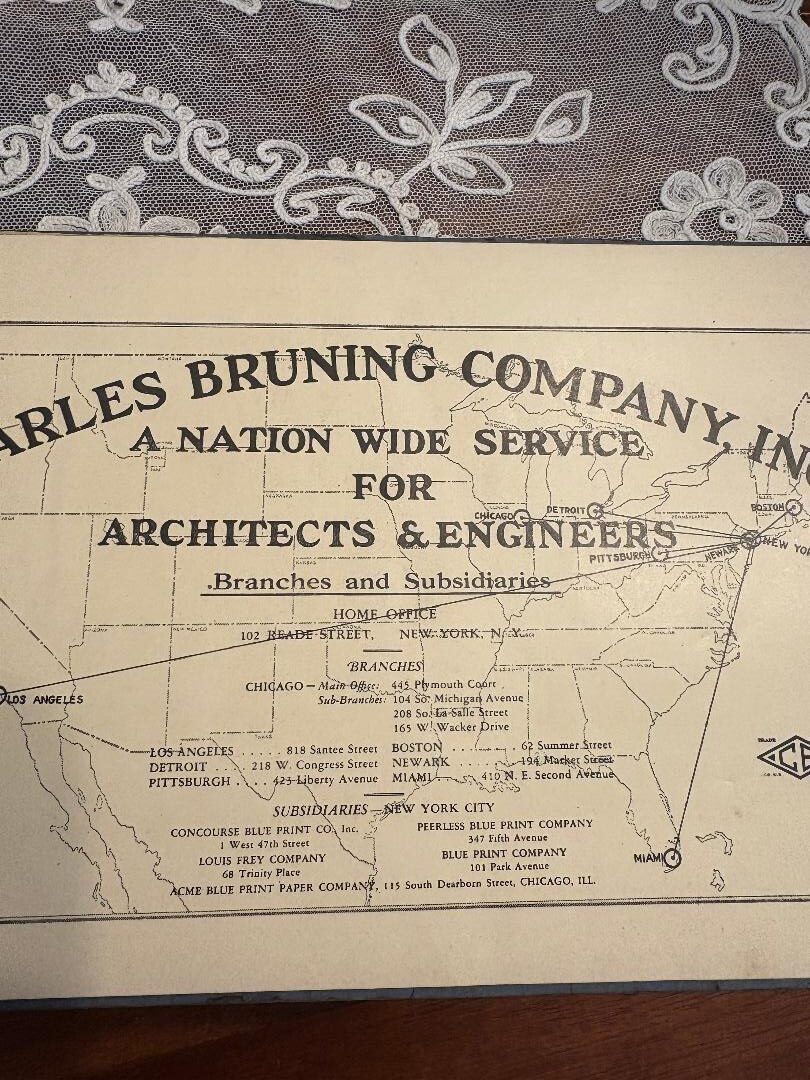 ARLES BRUNING COMPANY, INC
A NATION WIDE SERVICE
FOR
ARCHITECTS & ENGINEERS
Branches and Subsidiaries
HOME OFFICE
102 READE STREET, NEW YORK, N. Y.
BRANCHES
CHICAGO — Main Office: 445 Plymouth Court
Sub-Branches: 104 So. Michigan Avenue
208 So. La Salle Street
165 W. Wacker Drive
LOS ANGELES ..... 818 Santee Street
DETROIT .... 218 W. Congress Street
PITTSBURGH .... 423 Liberty Avenue
BOSTON ........ 62 Summer Street
NEWARK ...... 194 Market Street
MIAMI ..... 410 N. E. Second Avenue
SUBSIDIARIES — NEW YORK CITY
CONCOURSE BLUE PRINT CO., Inc.
1 West 47th Street
LOUIS FREY COMPANY
68 Trinity Place
PEERLESS BLUE PRINT COMPANY
347 Fifth Avenue
BLUE PRINT COMPANY
101 Park Avenue
ACME BLUE PRINT PAPER COMPANY, 115 South Dearborn Street, CHICAGO, ILL.
CHICAGO
DETROIT
PITTSBURGH
NEWARK
NEW YOR
BOSTON
LOS ANGELES
MIAMI
TRADE
CB